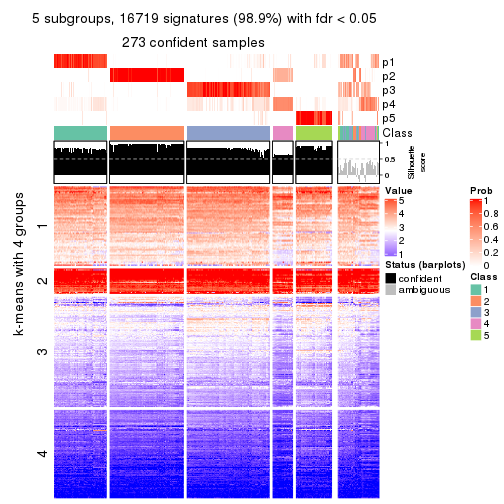 5 subgroups, 16719 signatures (98.9%) with fdr < 0.05
273 confident samples
p1
p2
p3
p4
p5
Class
1
0.5
0
Silhouette
score
k-means with 4 groups
1
2
3
4
Value
5
4
3
2
1
Status (barplots)
confident
ambiguous
Prob
1
0.8
0.6
0.4
0.2
0
Class
1
2
3
4
5